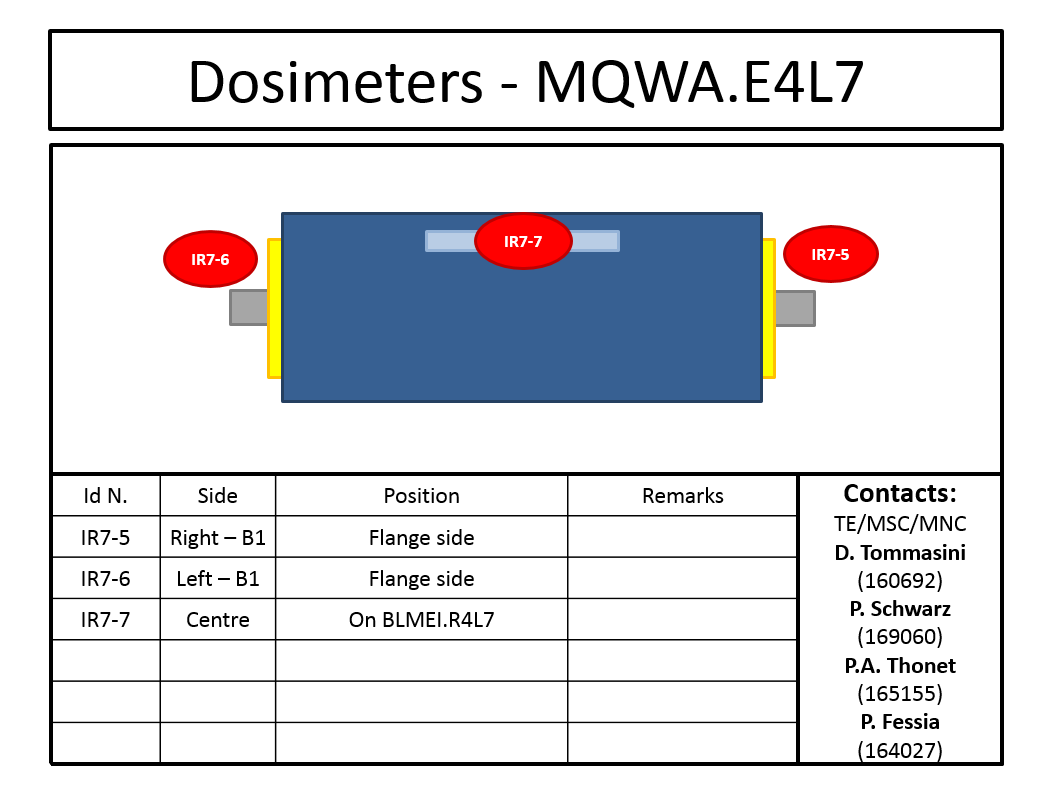 Dosimeters - MQWA.E4L7
IR7-6
IR7-7
IR7-5
Id N. Side Position Remarks
IR7-5 Right – B1 Flange side
IR7-6 Left – B1 Flange side
IR7-7 Centre On BLMEI.R4L7
Contacts:
TE/MSC/MNC
D. Tommasini
(160692)
P. Schwarz
(169060)
P.A. Thonet
(165155)
P. Fessia
(164027)